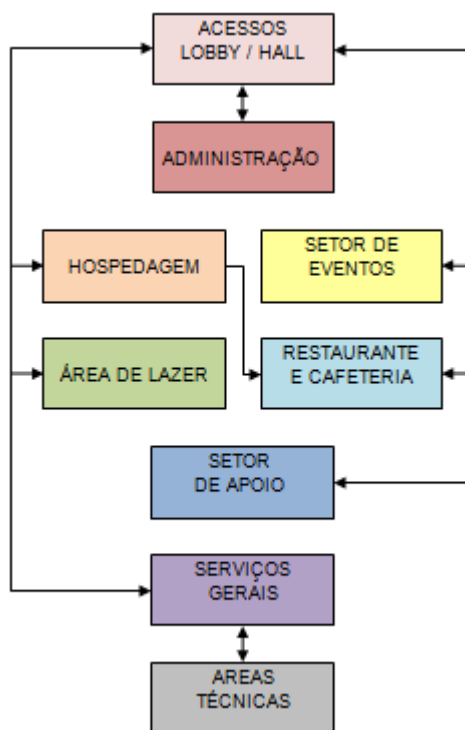 ACESSOS
LOBBY / HALL
ADMINISTRAÇÃO
HOSPEDAGEM
SETOR DE
EVENTOS
ÁREA DE LAZER
RESTAURANTE
E CAFETERIA
SETOR
DE APOIO
SERVIÇOS
GERAIS
AREAS
TÉCNICAS